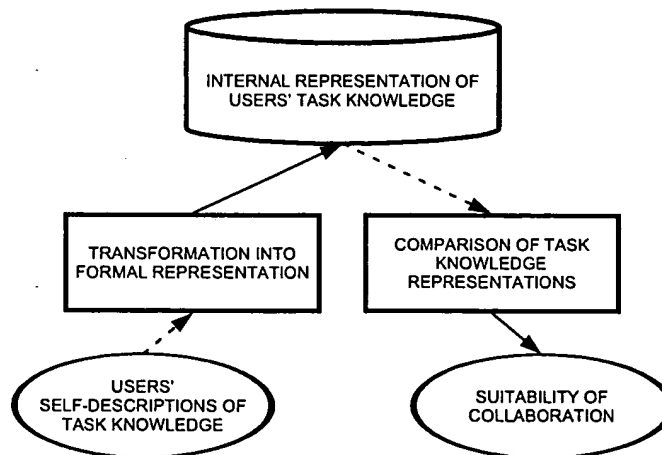 INTERNAL REPRESENTATION OF
USERS' TASK KNOWLEDGE
TRANSFORMATION INTO
FORMAL REPRESENTATION
COMPARISON OF TASK
KNOWLEDGE
REPRESENTATIONS
USERS'
SELF-DESCRIPTIONS OF
TASK KNOWLEDGE
SUITABILITY OF
COLLABORATION